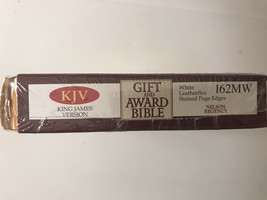 KJV
KING JAMES
VERSION
GIFT
AND
AWARD
BIBLE
White
Leatherflex
Stained Page Edges
162MW
NELSON
REGENCY